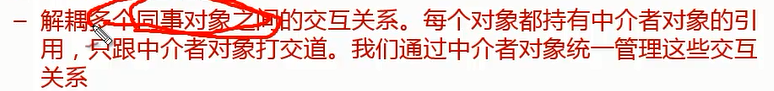 – 解耦多个同事对象之间的交互关系。每个对象都持有中介者对象的引
用，只跟中介者对象打交道。我们通过中介者对象统一管理这些交互
关系